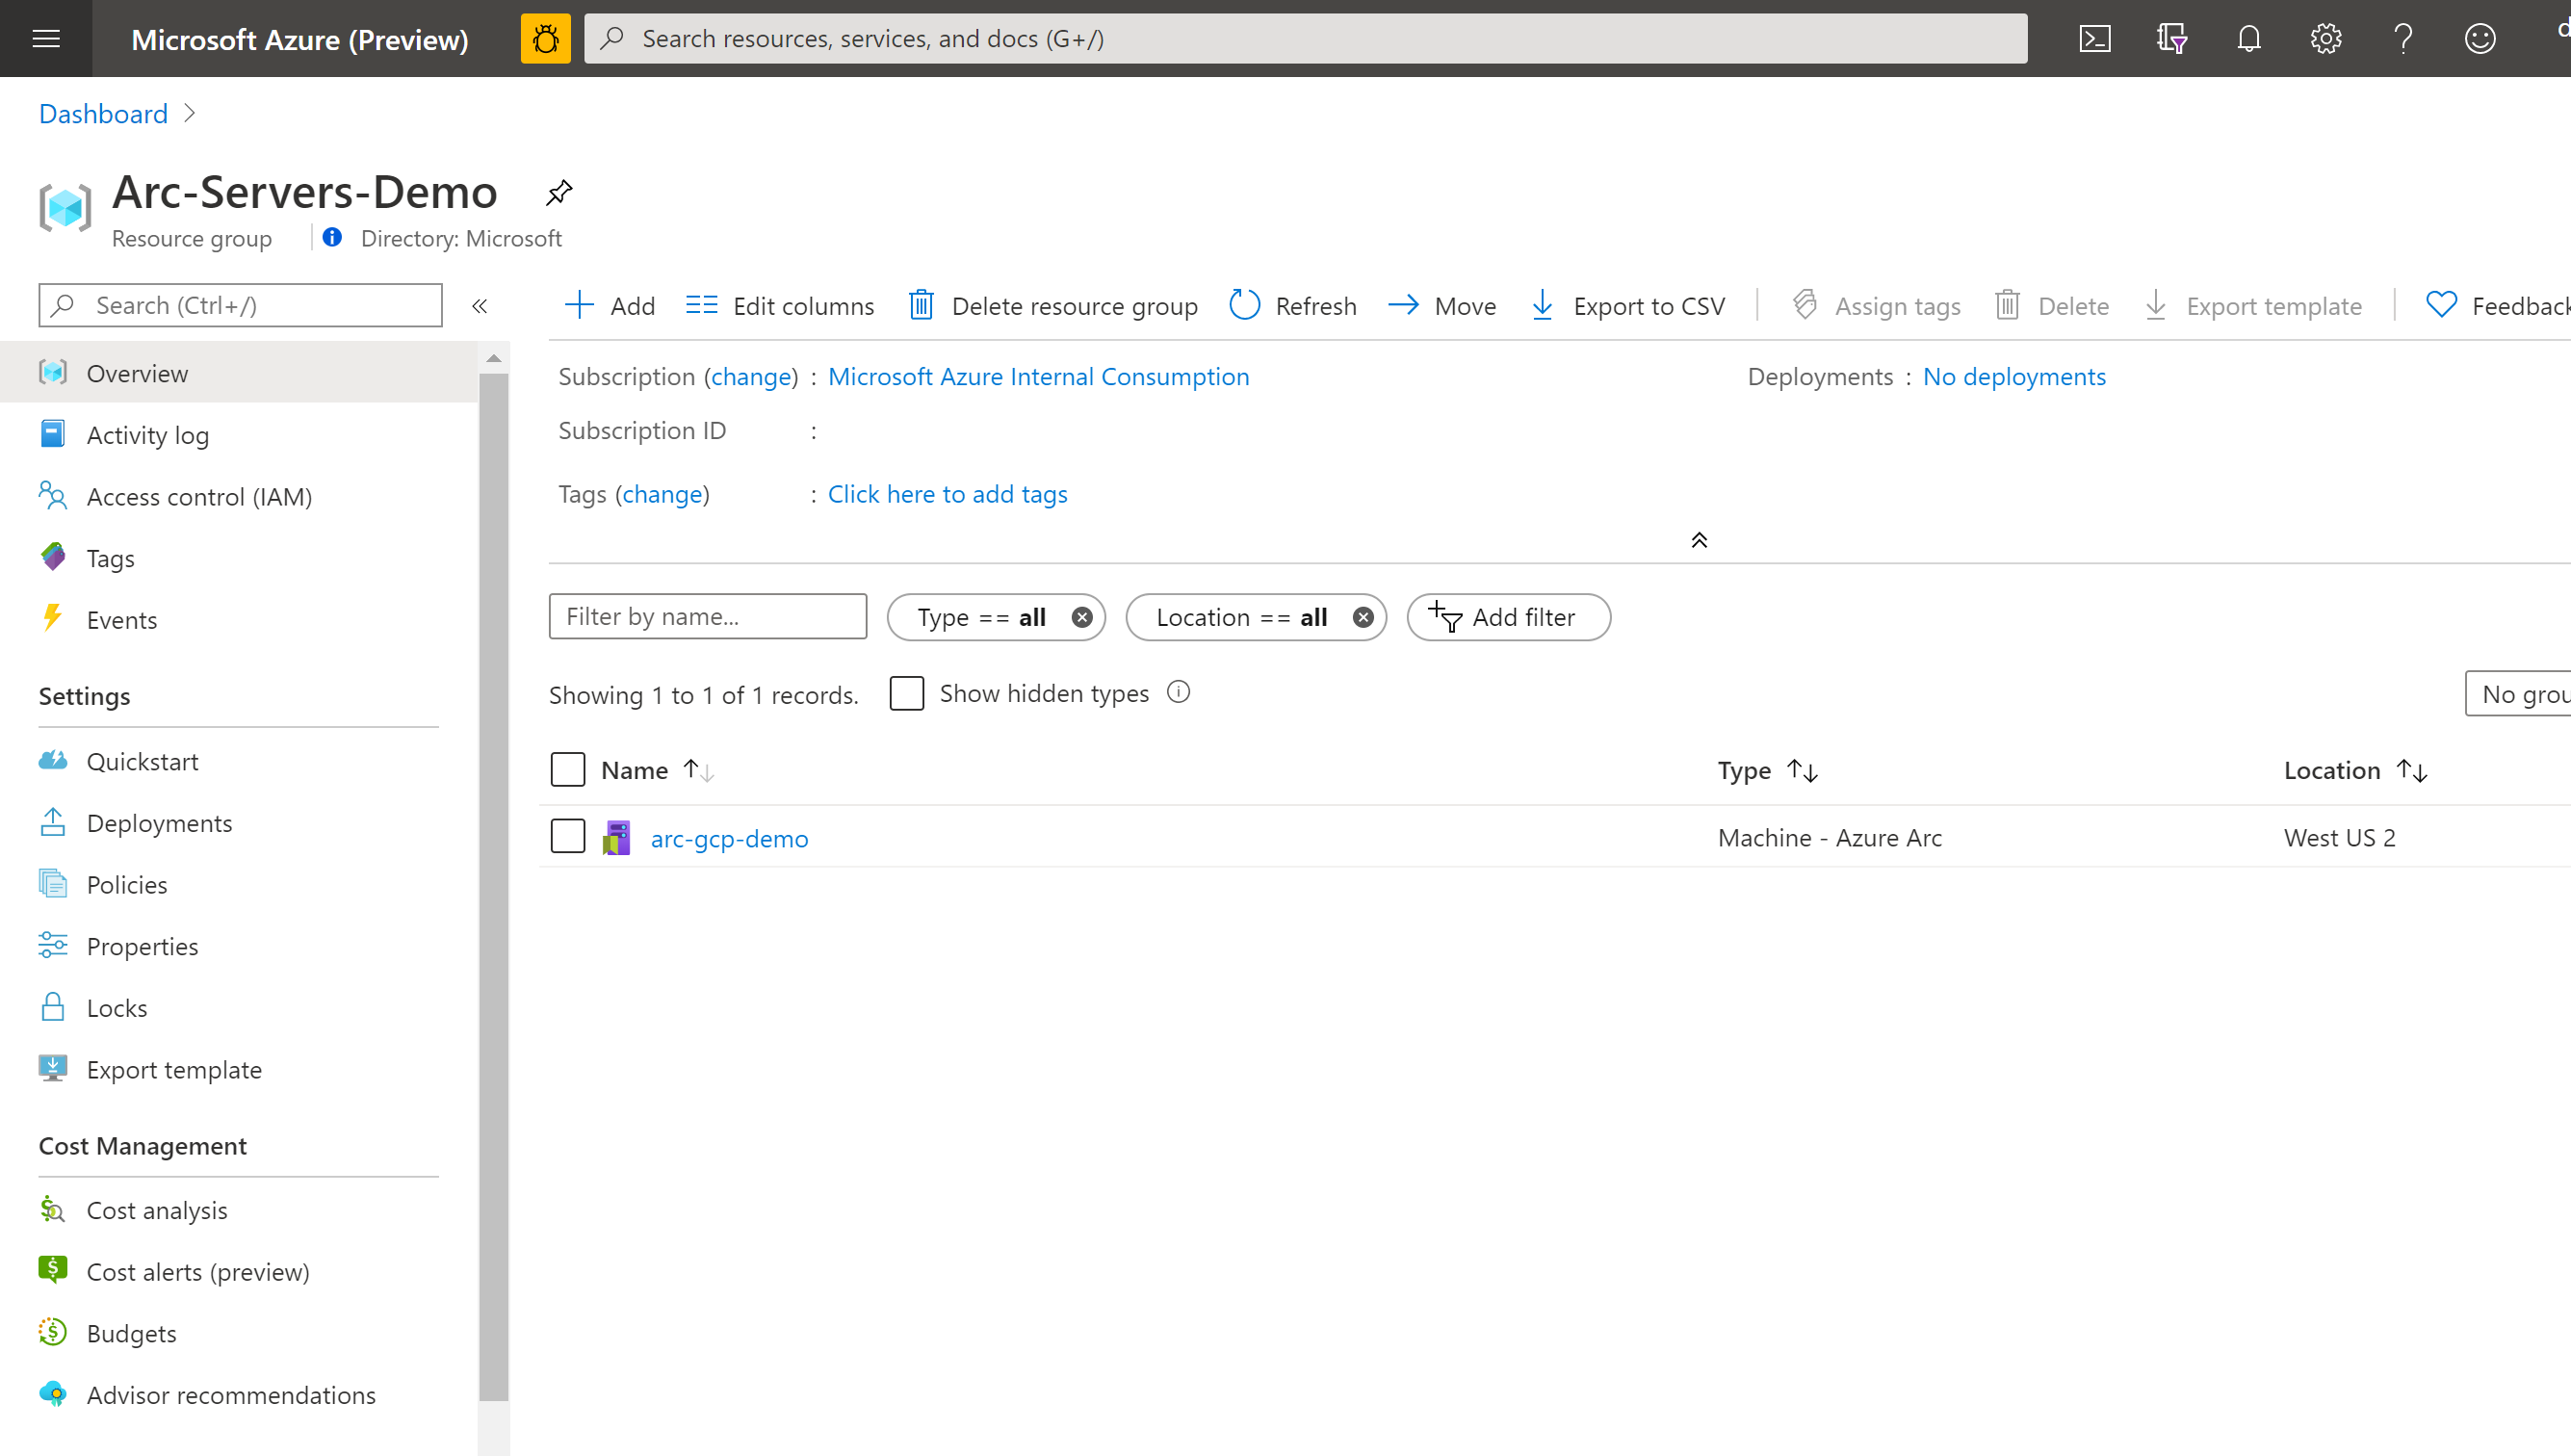 Microsoft Azure (Preview)
Search resources, services, and docs (G+/)
Dashboard
Arc-Servers-Demo
Resource group
Directory: Microsoft
Search (Ctrl+/)
Add
Edit columns
Delete resource group
Refresh
Move
Export to CSV
Assign tags
Delete
Export template
Feedback
Overview
Activity log
Access control (IAM)
Tags
Events
Settings
Quickstart
Deployments
Policies
Properties
Locks
Export template
Cost Management
Cost analysis
Cost alerts (preview)
Budgets
Advisor recommendations
Subscription (change) : Microsoft Azure Internal Consumption
Deployments : No deployments
Subscription ID :
Tags (change) : Click here to add tags
Filter by name...
Type == all
Location == all
Add filter
Showing 1 to 1 of 1 records.
Show hidden types
No grou
Name
Type
Location
arc-gcp-demo
Machine - Azure Arc
West US 2